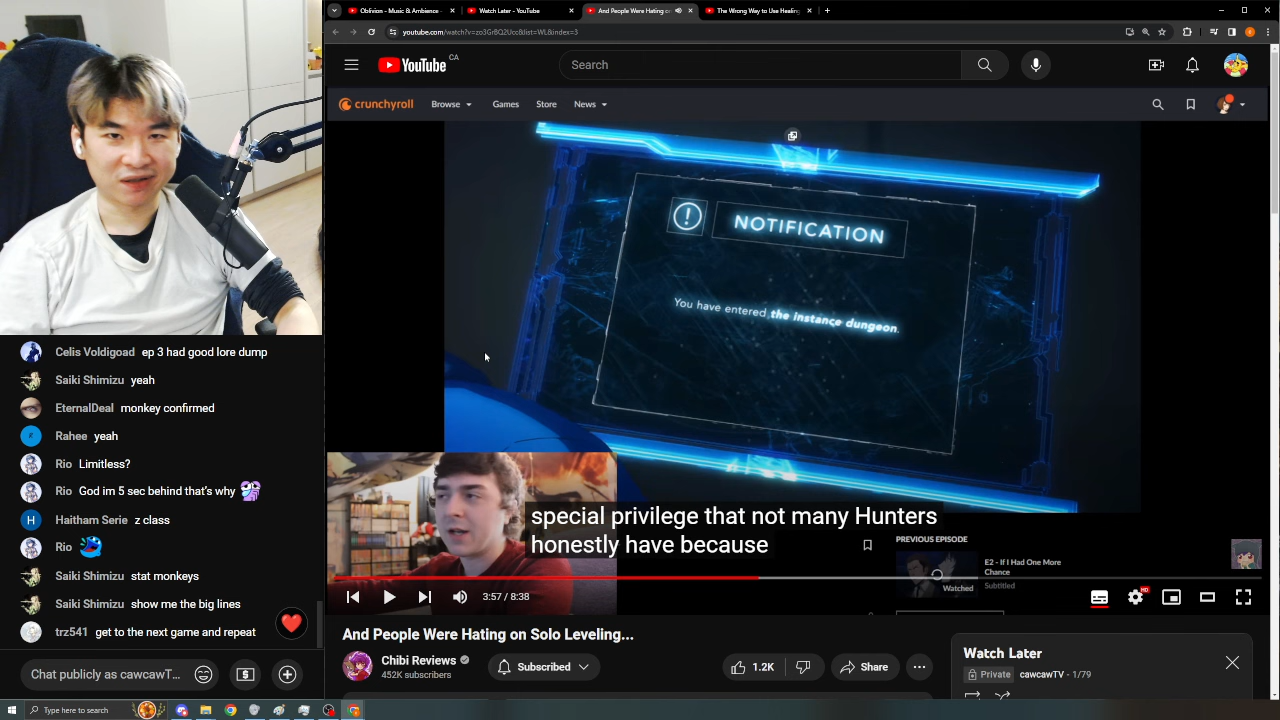 Oblivion - Music & Ambience
Watch Later - YouTube
And People Were Hating on
The Wrong Way to Use Healing
youtube.com/watch?v=zo3GrBQ2Ucc&list=WL&index=3
YouTube CA
Search
crunchyroll
Browse
Games
Store
News
NOTIFICATION
You have entered the Instance dungeon.
Celis Voldigoad ep 3 had good lore dump
Saiki Shimizu yeah
EternalDeal monkey confirmed
Rahee yeah
Rio Limitless?
Rio God im 5 sec behind that's why
Haitham Serie z class
Rio
Saiki Shimizu stat monkeys
Saiki Shimizu show me the big lines
trz541 get to the next game and repeat
Chat publicly as cawcawT...
special privilege that not many Hunters
honestly have because
PREVIOUS EPISODE
E2 - If I Had One More
Chance
Subtitled
Watched
3:57 / 8:38
HD
And People Were Hating on Solo Leveling...
Chibi Reviews
452K subscribers
Subscribed
1.2K
Share
Watch Later
Private
cawcawTV - 1/79
Type here to search